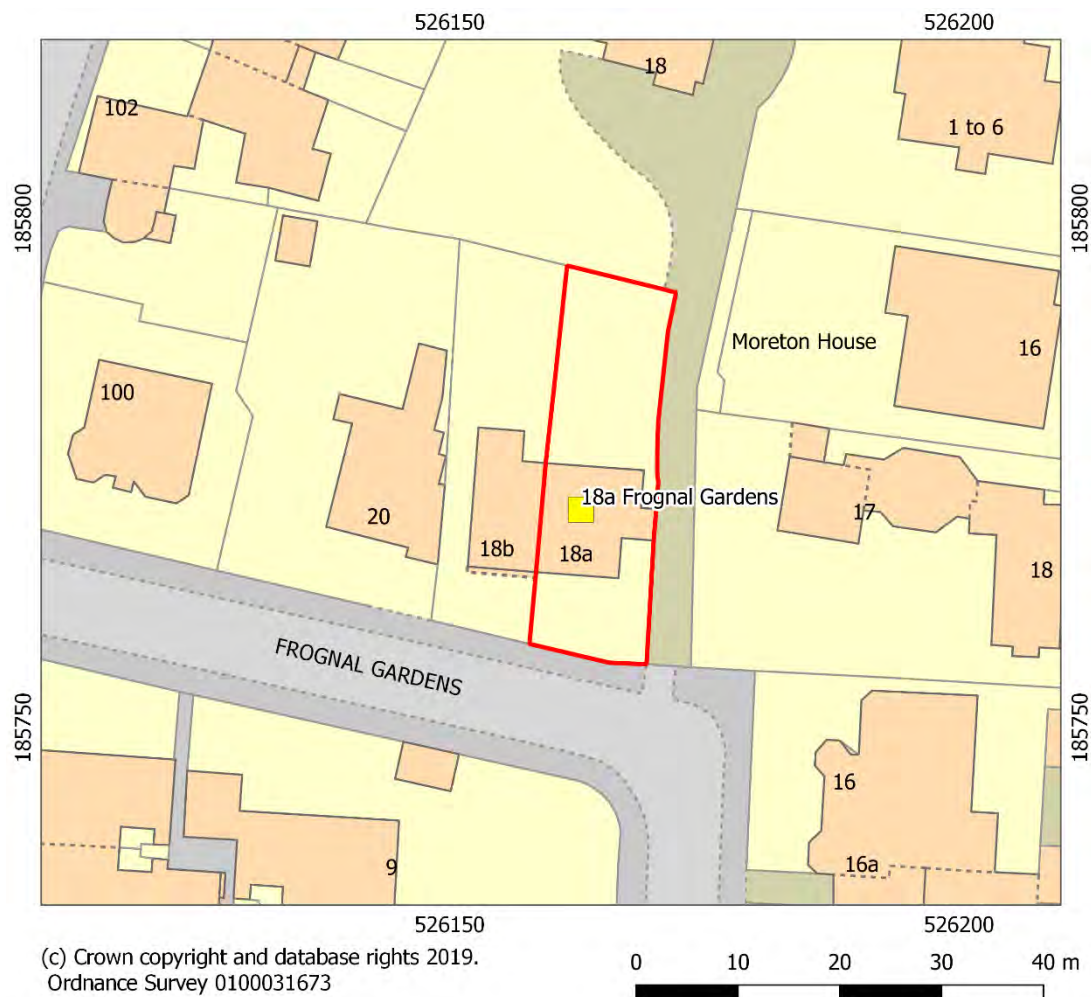 526150
526200
18
102
1 to 6
185800
185800
Moreton House
16
100
18a Frognal Gardens
20
17
18b
18a
18
FROGNAL GARDENS
185750
185750
16
9
16a
526150
526200
(c) Crown copyright and database rights 2019.
Ordnance Survey 0100031673
0 10 20 30 40 m